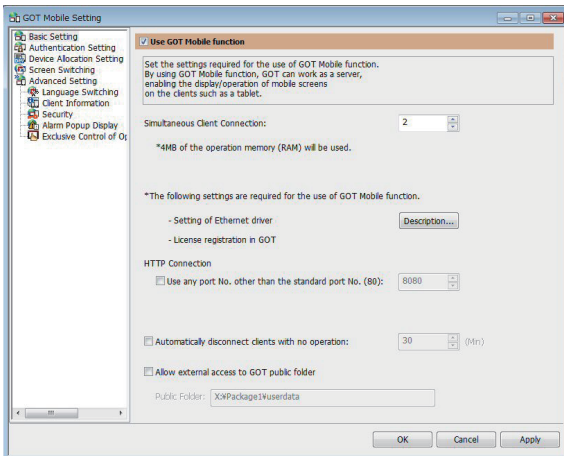 GOT Mobile Setting
Basic Setting
Authentication Setting
Device Allocation Setting
Screen Switching
Advanced Setting
Language Switching
Client Information
Security
Alarm Popup Display
Exclusive Control of Op
Use GOT Mobile function
Set the settings required for the use of GOT Mobile function.
By using GOT Mobile function, GOT can work as a server,
enabling the display/operation of mobile screens
on the clients such as a tablet.
Simultaneous Client Connection: 2
*4MB of the operation memory (RAM) will be used.
*The following settings are required for the use of GOT Mobile function.
- Setting of Ethernet driver Description...
- License registration in GOT
HTTP Connection
Use any port No. other than the standard port No. (80): 8080
Automatically disconnect clients with no operation: 30 (Min)
Allow external access to GOT public folder
Public Folder: X:¥Package1¥userdata
OK Cancel Apply